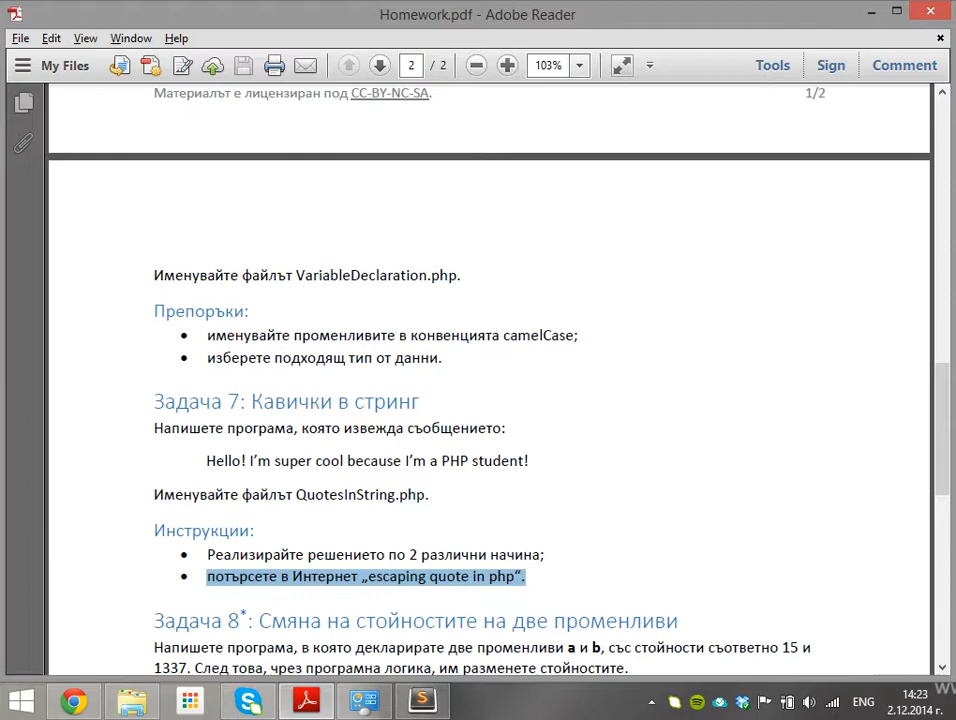 Homework.pdf - Adobe Reader
File Edit View Window Help
My Files 2 / 2 103% Tools Sign Comment
Материалът е лицензиран под CC-BY-NC-SA. 1/2
Именувайте файлът VariableDeclaration.php.
Препоръки:
• именувайте променливите в конвенцията camelCase;
• изберете подходящ тип от данни.
Задача 7: Кавички в стринг
Напишете програма, която извежда съобщението:
Hello! I’m super cool because I’m a PHP student!
Именувайте файлът QuotesInString.php.
Инструкции:
• Реализирайте решението по 2 различни начина;
• потърсете в Интернет „escaping quote in php“.
Задача 8*: Смяна на стойностите на две променливи
Напишете програма, в която декларирате две променливи a и b, със стойности съответно 15 и
1337. След това, чрез програмна логика, им разменете стойностите.
ENG
14:23
2.12.2014 г.